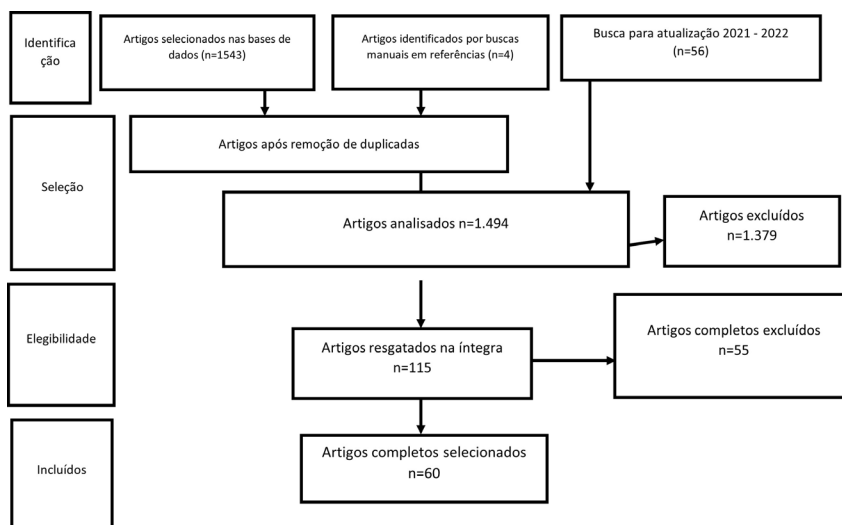 Identifica
ção
Artigos selecionados nas bases de
dados (n=1543)
Artigos identificados por buscas
manuais em referências (n=4)
Busca para atualização 2021 - 2022
(n=56)
Seleção
Artigos após remoção de duplicadas
Artigos analisados n=1.494
Artigos excluídos
n=1.379
Elegibilidade
Artigos resgatados na íntegra
n=115
Artigos completos excluídos
n=55
Incluídos
Artigos completos selecionados
n=60